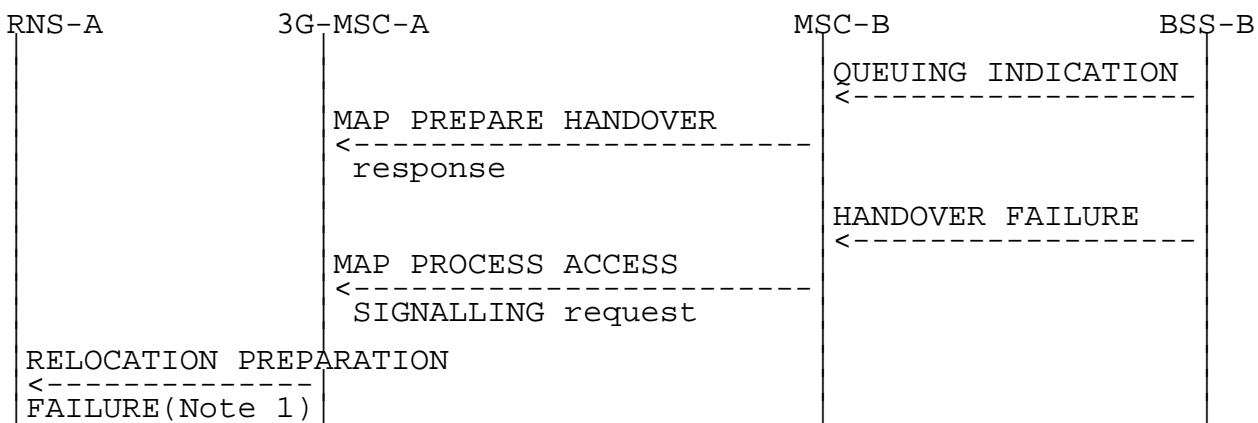 RNS-A 3G-MSC-A MSC-B BSS-B
QUEUING INDICATION
MAP PREPARE HANDOVER
response
HANDOVER FAILURE
MAP PROCESS ACCESS
SIGNALLING request
RELOCATION PREPARATION
FAILURE(Note 1)